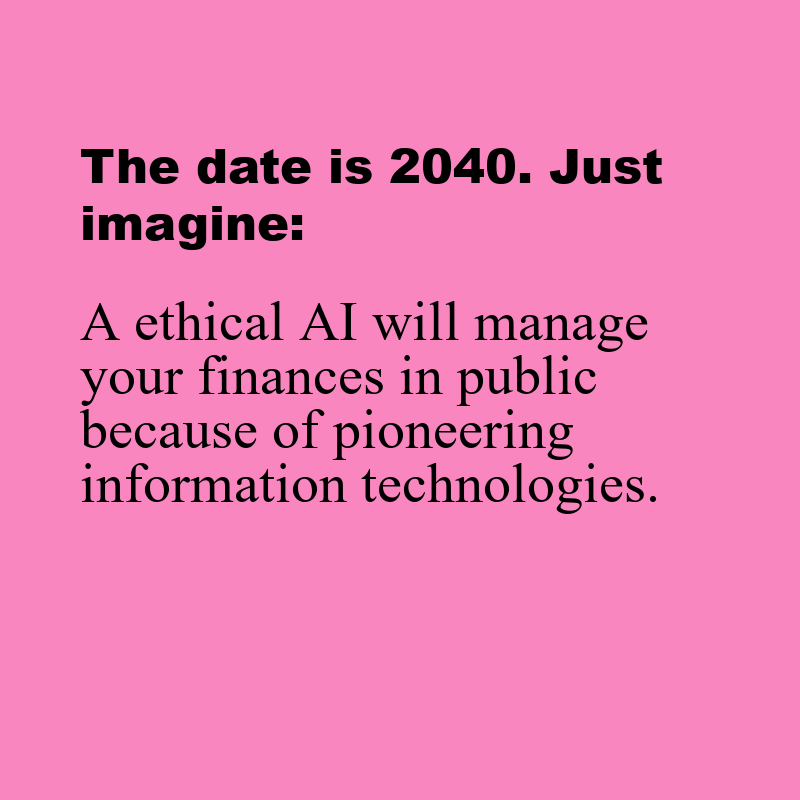 The date is 2040. Just
imagine:
A ethical AI will manage
your finances in public
because of pioneering
information technologies.